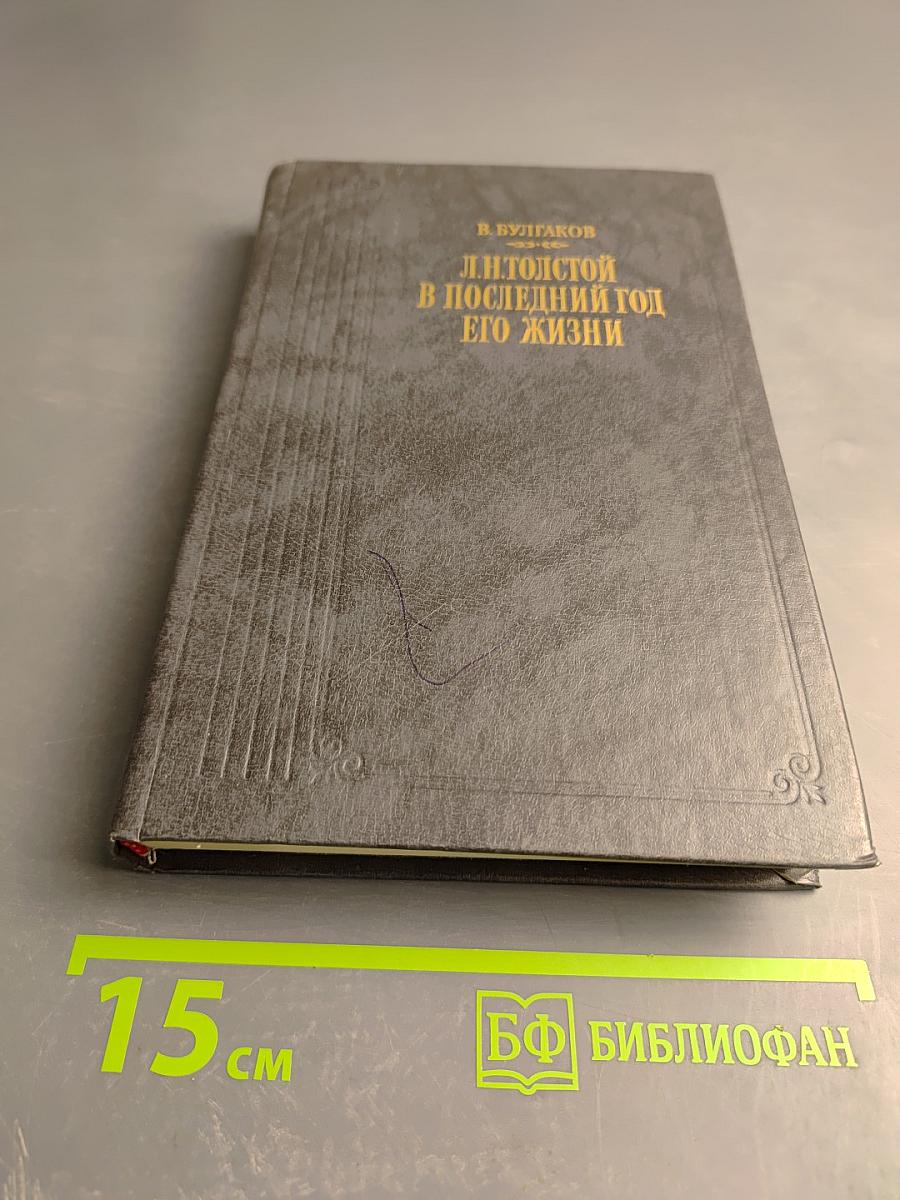 В. БУЛГАКОВ
Л.Н.ТОЛСТОЙ
В ПОСЛЕДНИЙ ГОД
ЕГО ЖИЗНИ
15 см
БФ БИБЛИОФАН